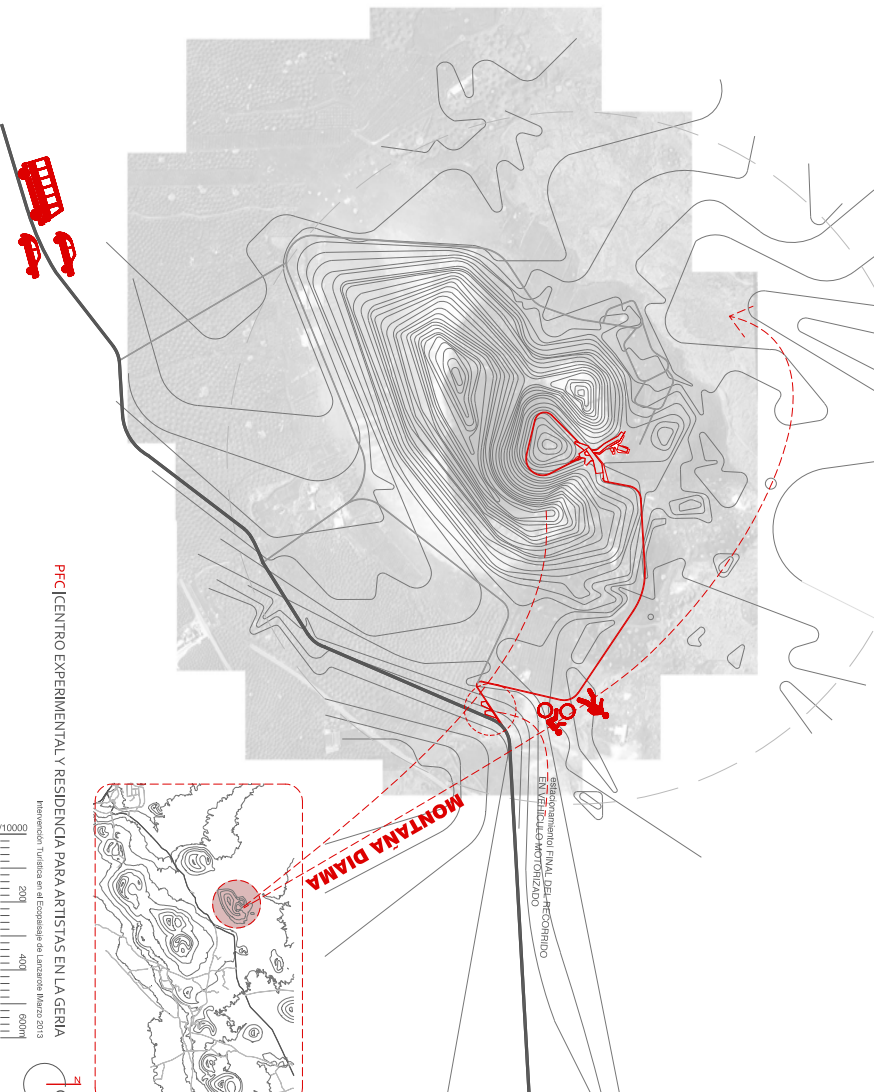 PFC|CENTRO EXPERIMENTAL Y RESIDENCIA PARA ARTISTAS EN LA GERIA
Intervención Turística en el Ecopaisaje de Lanzarote |Marzo 2013
/10000
200
400
600m
N
MONTAÑA DIAMA
estacionamiento| FINAL DEL RECORRIDO
EN VEHÍCULO MOTORIZADO